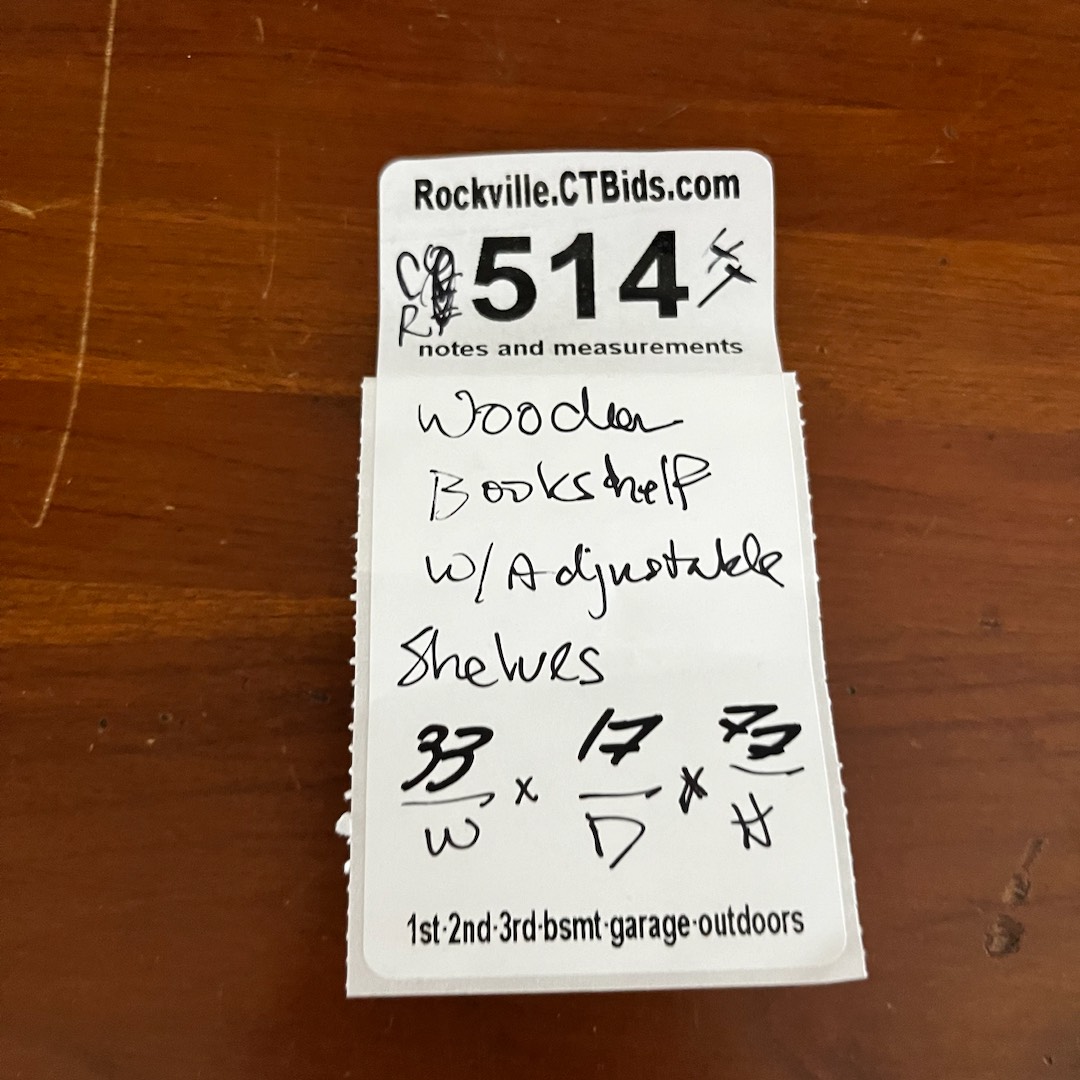 Rockville.CTBids.com
514
notes and measurements
Wooden
Bookshelf
W/ Adjustable
Shelves
33 x 17
W D H
1st·2nd·3rd·bsmt·garage·outdoors